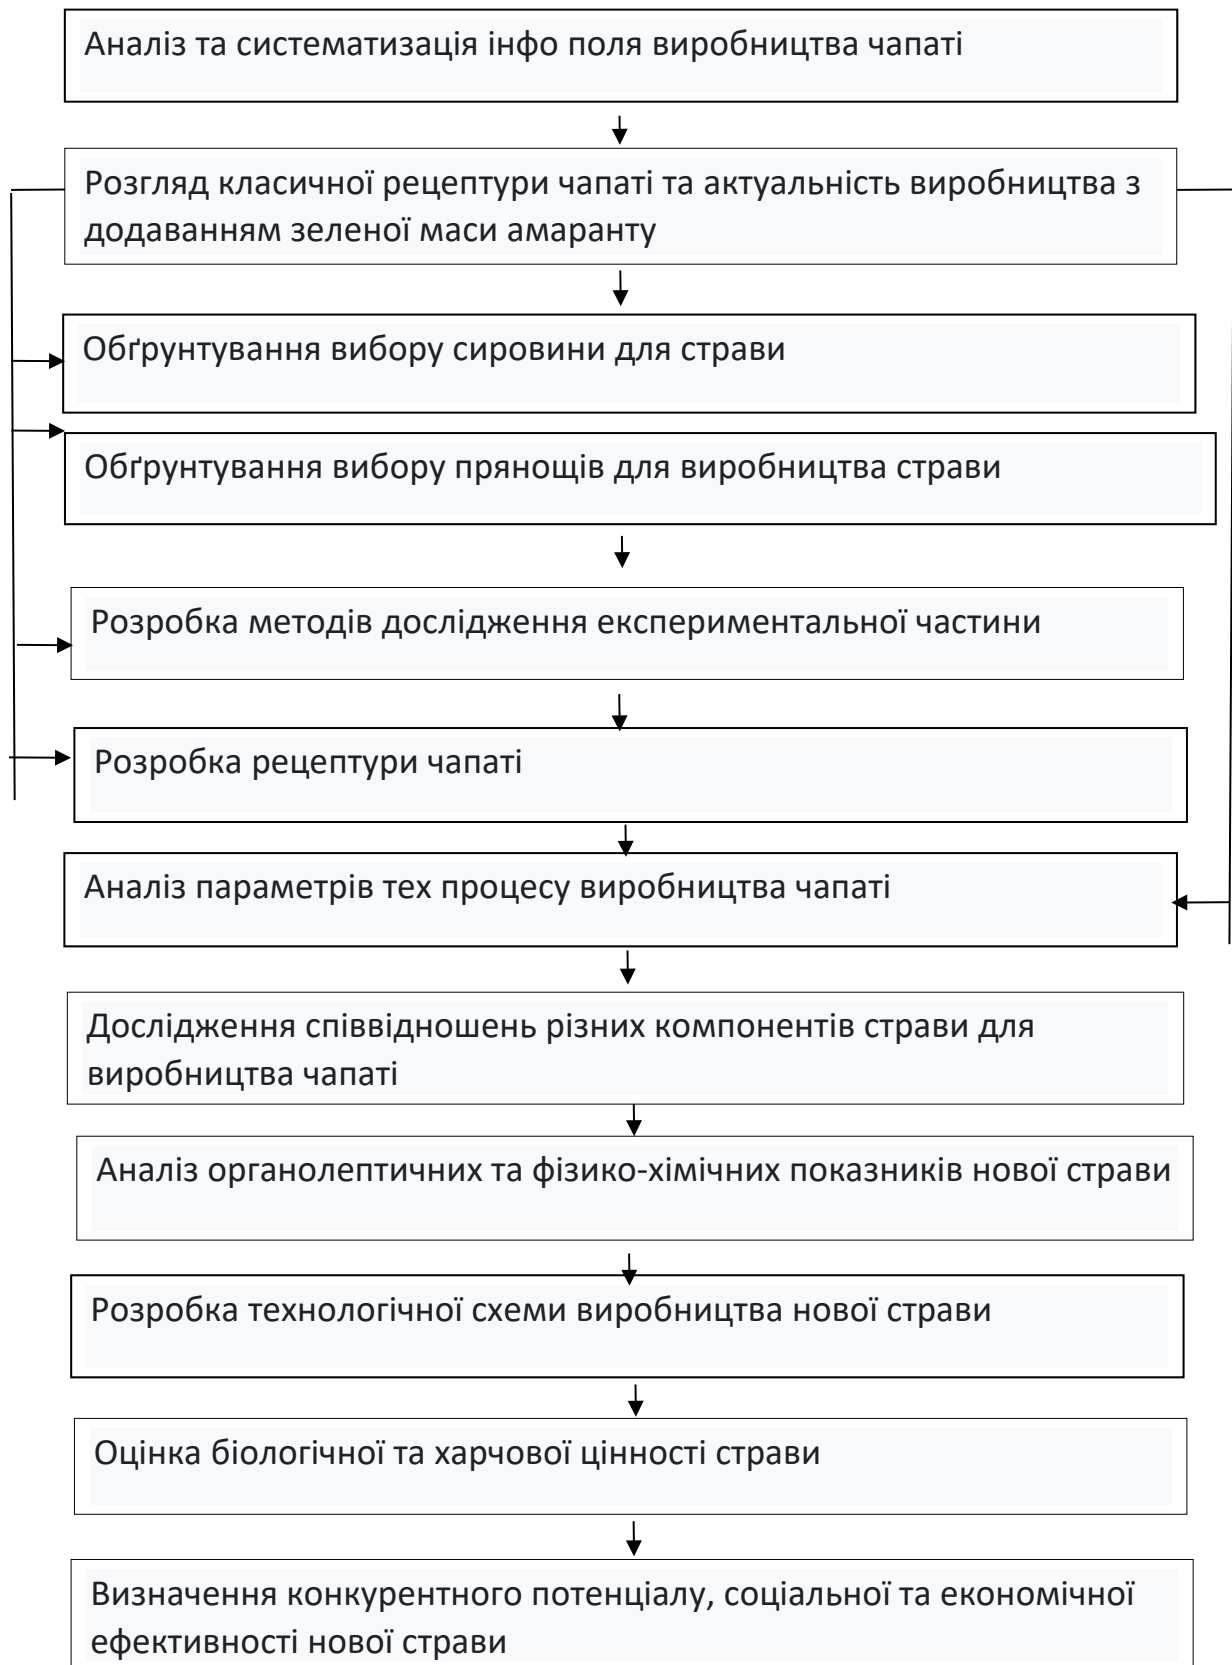 Аналіз та систематизація інфо поля виробництва чапаті
Розгляд класичної рецептури чапаті та актуальність виробництва з
додаванням зеленої маси амаранту
Обґрунтування вибору сировини для страви
Обґрунтування вибору прянощів для виробництва страви
Розробка методів дослідження експериментальної частини
Розробка рецептури чапаті
Аналіз параметрів тех процесу виробництва чапаті
Дослідження співвідношень різних компонентів страви для
виробництва чапаті
Аналіз органолептичних та фізико-хімічних показників нової страви
Розробка технологічної схеми виробництва нової страви
Оцінка біологічної та харчової цінності страви
Визначення конкурентного потенціалу, соціальної та економічної
ефективності нової страви